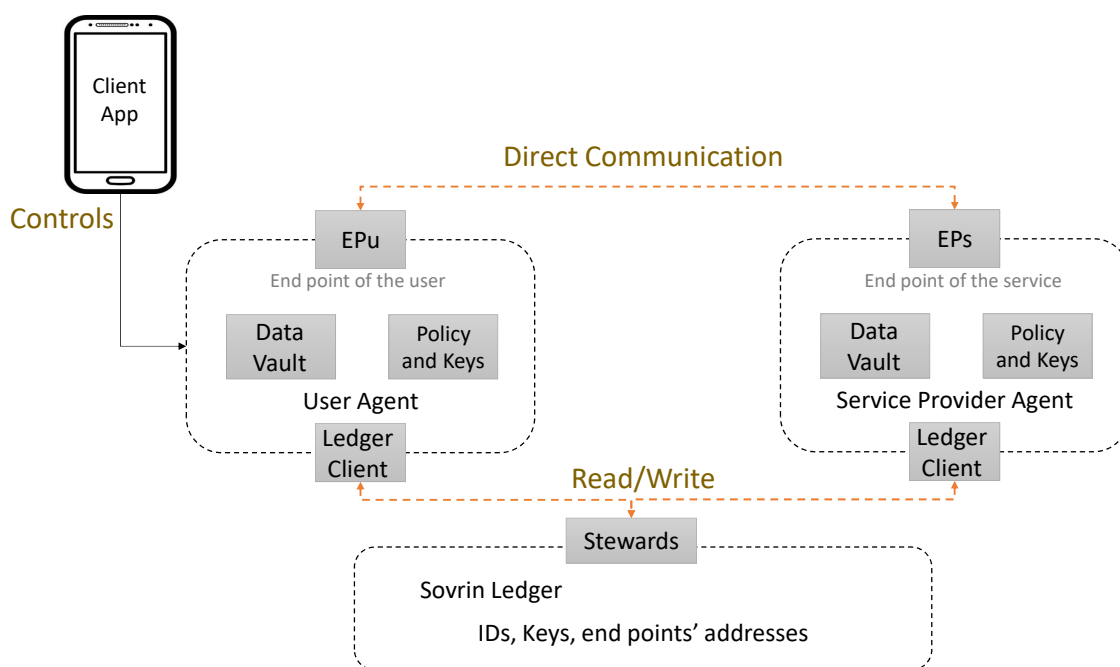 Client
App
Direct Communication
Controls
EPu
EPs
End point of the user
End point of the service
Data
Vault
Policy
and Keys
Data
Vault
Policy
and Keys
User Agent
Service Provider Agent
Ledger
Client
Ledger
Client
Read/Write
Stewards
Sovrin Ledger
IDs, Keys, end points’ addresses